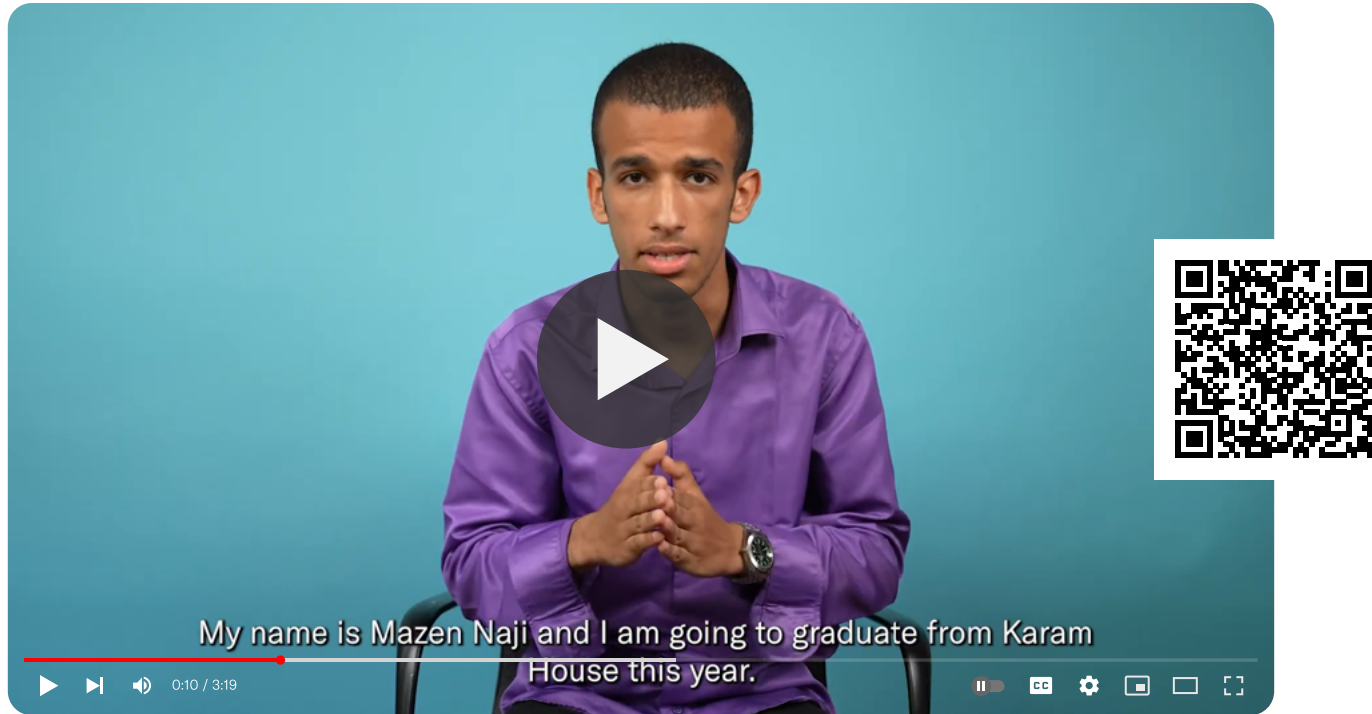 My name is Mazen Naji and I am going to graduate from Karam
House this year.
0:10 / 3:19
CC